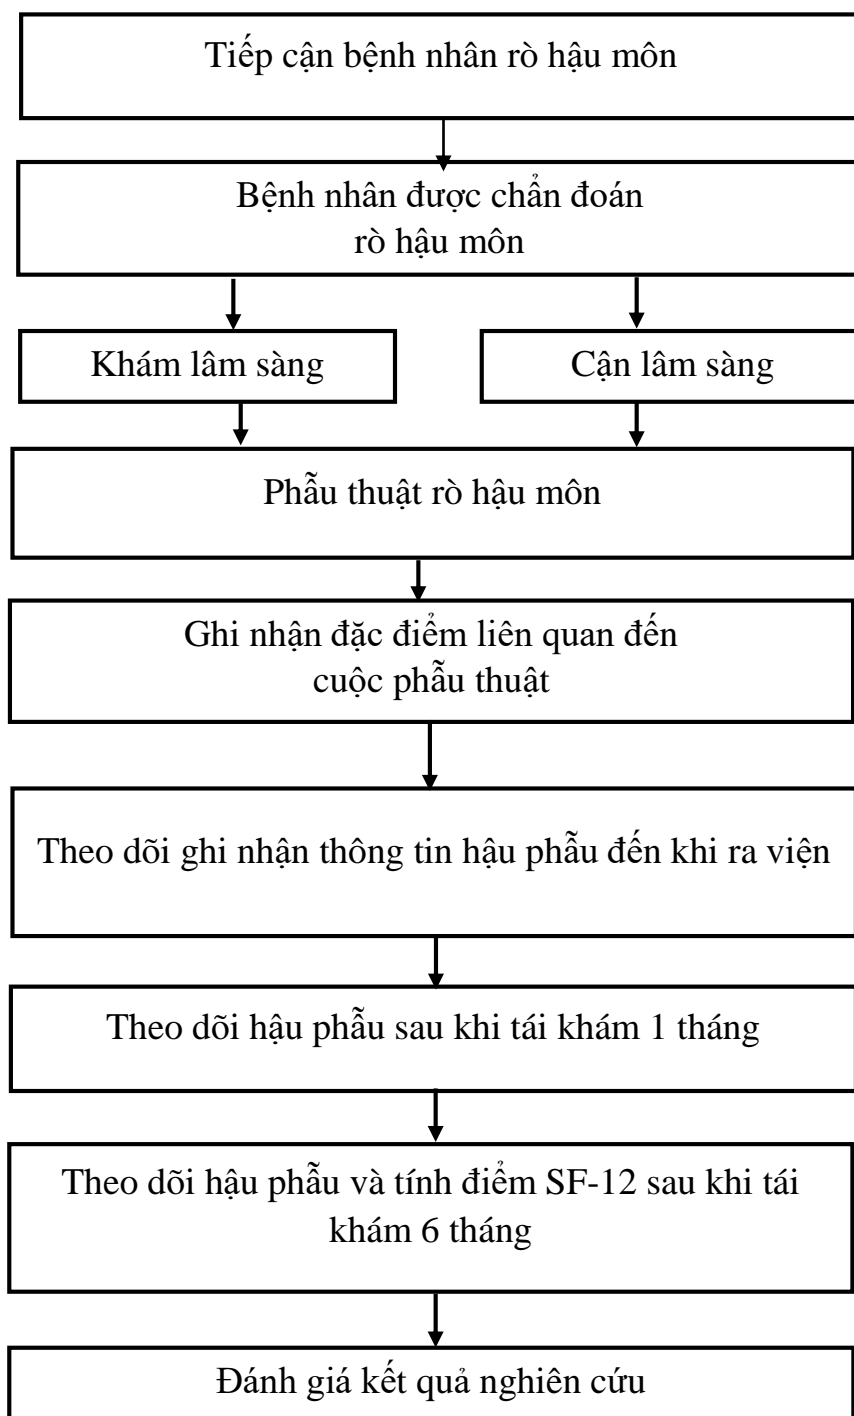 Tiếp cận bệnh nhân rò hậu môn
Bệnh nhân được chẩn đoán
rò hậu môn
Khám lâm sàng
Cận lâm sàng
Phẫu thuật rò hậu môn
Ghi nhận đặc điểm liên quan đến
cuộc phẫu thuật
Theo dõi ghi nhận thông tin hậu phẫu đến khi ra viện
Theo dõi hậu phẫu sau khi tái khám 1 tháng
Theo dõi hậu phẫu và tính điểm SF-12 sau khi tái
khám 6 tháng
Đánh giá kết quả nghiên cứu